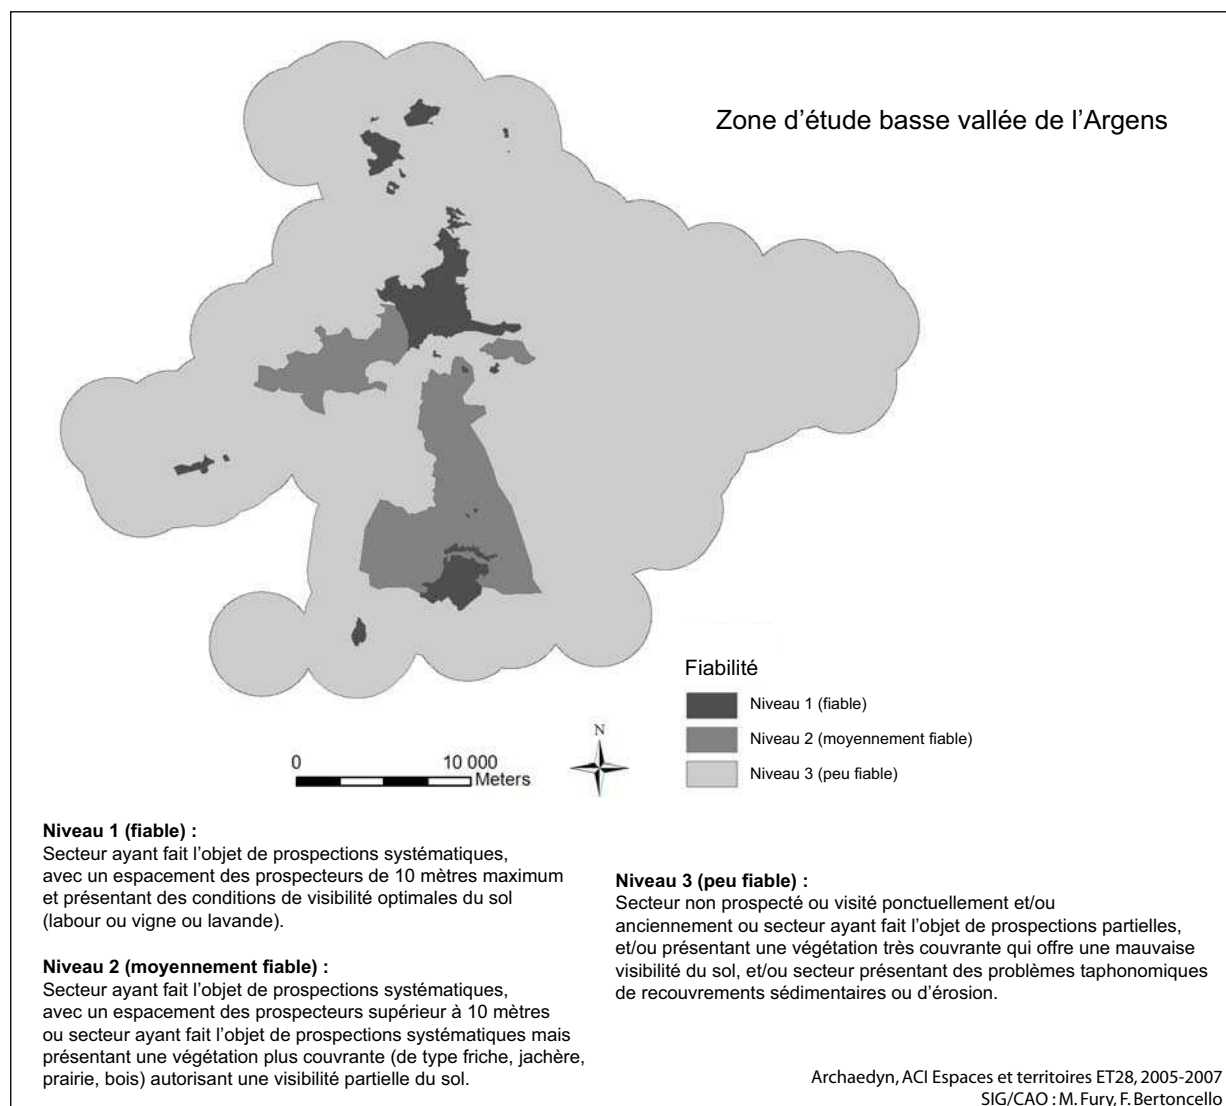 Zone d’étude basse vallée de l’Argens
Fiabilité
Niveau 1 (fiable)
Niveau 2 (moyennement fiable)
Niveau 3 (peu fiable)
N
0 10 000
Meters
Niveau 1 (fiable) :
Secteur ayant fait l’objet de prospections systématiques,
avec un espacement des prospecteurs de 10 mètres maximum
et présentant des conditions de visibilité optimales du sol
(labour ou vigne ou lavande).
Niveau 2 (moyennement fiable) :
Secteur ayant fait l’objet de prospections systématiques,
avec un espacement des prospecteurs supérieur à 10 mètres
ou secteur ayant fait l’objet de prospections systématiques mais
présentant une végétation plus couvrante (de type friche, jachère,
prairie, bois) autorisant une visibilité partielle du sol.
Niveau 3 (peu fiable) :
Secteur non prospecté ou visité ponctuellement et/ou
anciennement ou secteur ayant fait l’objet de prospections partielles,
et/ou présentant une végétation très couvrante qui offre une mauvaise
visibilité du sol, et/ou secteur présentant des problèmes taphonomiques
de recouvrements sédimentaires ou d’érosion.
Archaedyn, ACI Espaces et territoires ET28, 2005-2007
SIG/CAO : M. Fury, F. Bertoncello